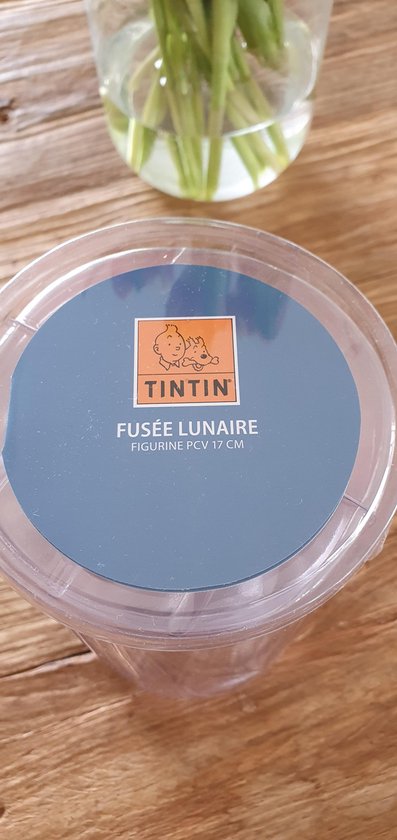 TINTIN®
FUSÉE LUNAIRE
FIGURINE PCV 17 CM